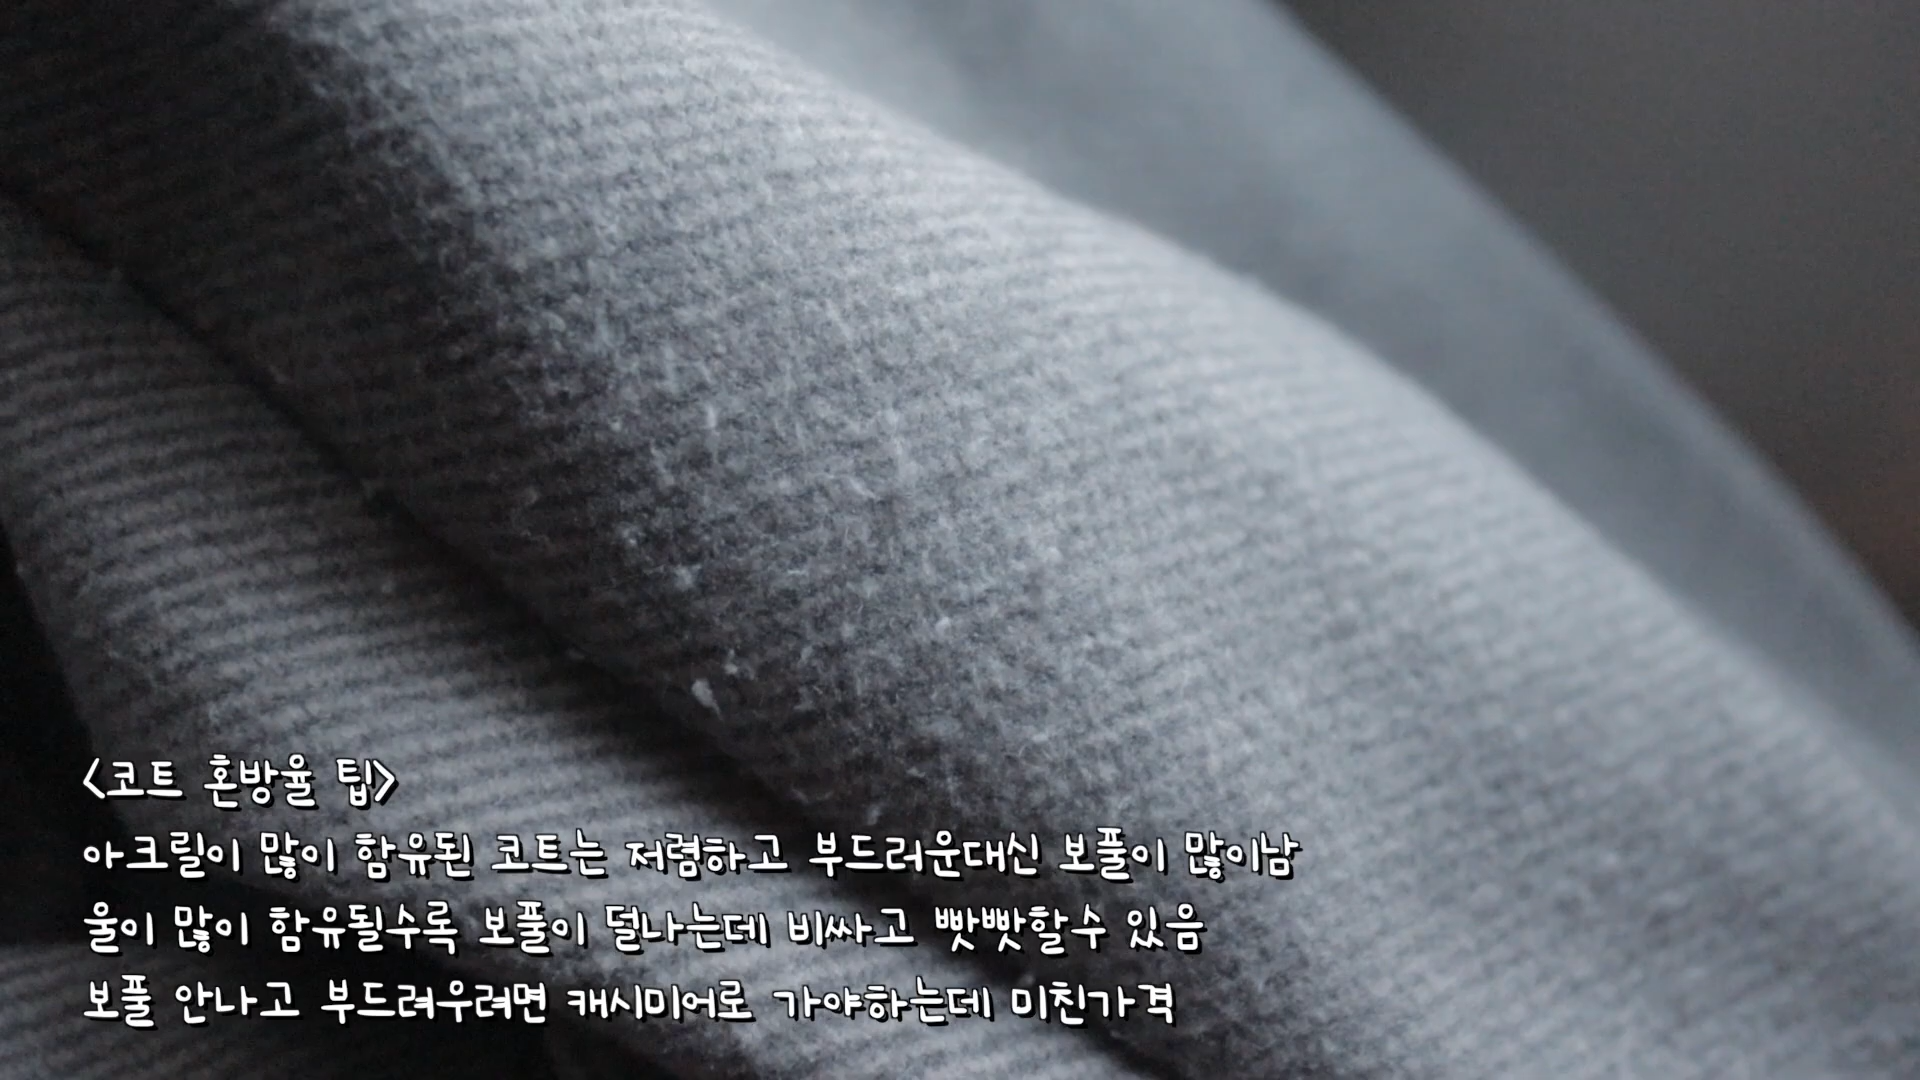 <코트 혼방율 팁>
아크릴이 많이 함유된 코트는 저렴하고 부드러운대신 보풀이 많이남
울이 많이 함유될수록 보풀이 덜나는데 비싸고 빳빳할수 있음
보풀 안나고 부드려우려면 캐시미어로 가야하는데 미친가격